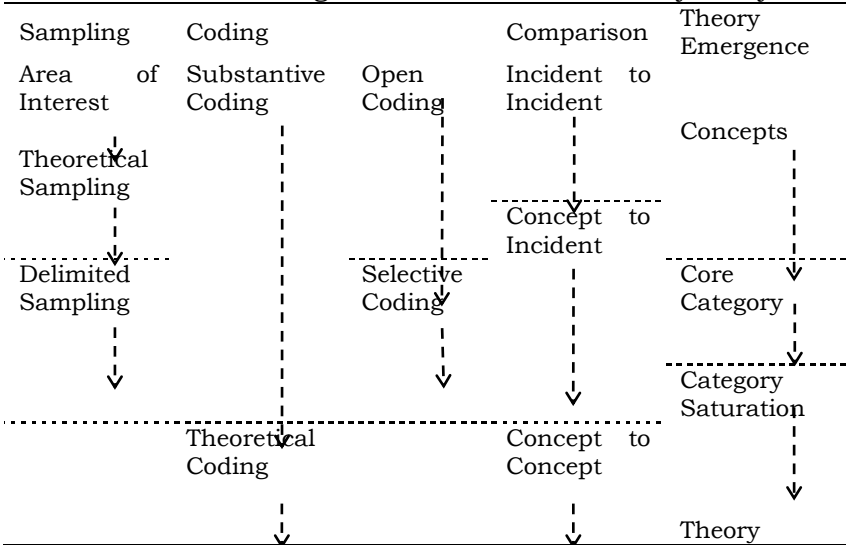 Sampling Coding Comparison Theory Emergence
Area of Interest
Substantive Coding
Open Coding
Incident to Incident
Concepts
Theoretical Sampling
Concept to Incident
Delimited Sampling
Selective Coding
Core Category
Category Saturation
Theoretical Coding
Concept to Concept
Theory